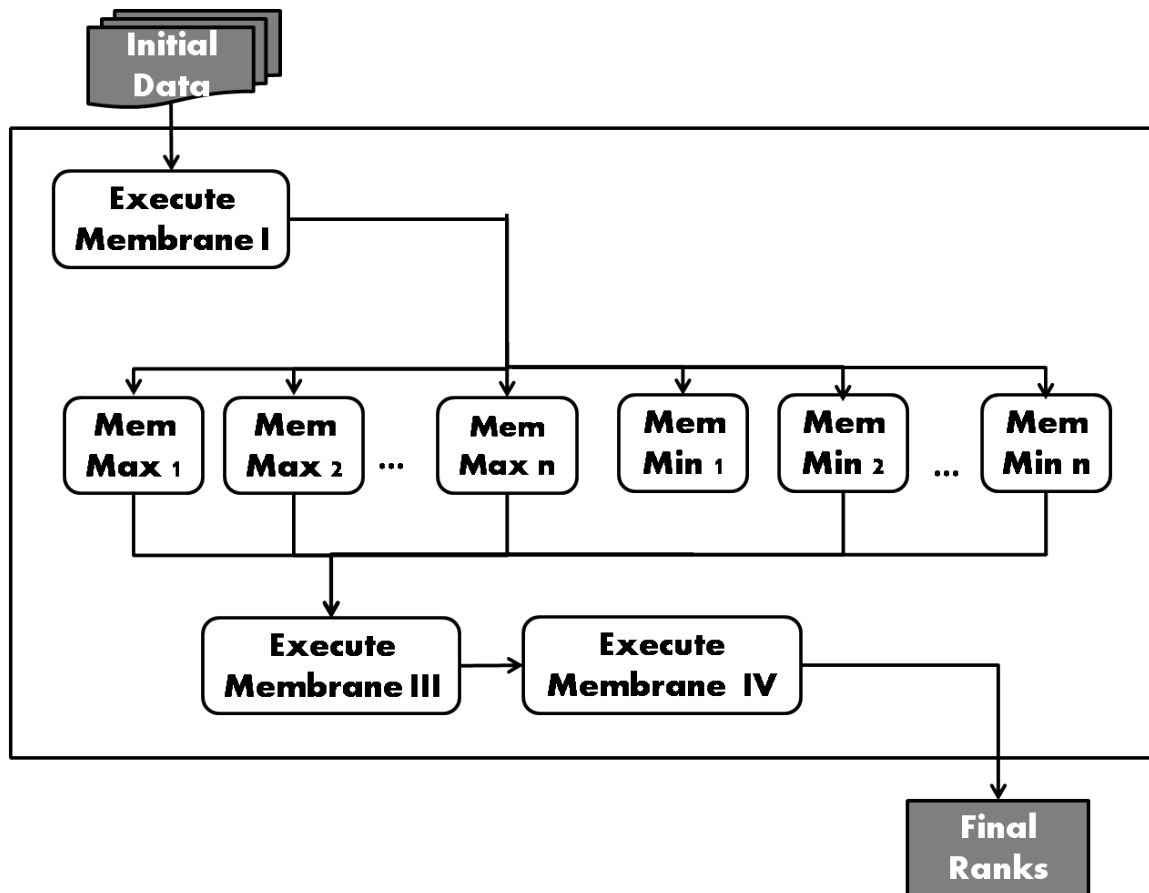 Initial
Data
Execute
Membrane I
Mem
Max 1
Mem
Max 2
...
Mem
Max n
Mem
Min 1
Mem
Min 2
...
Mem
Min n
Execute
Membrane III
Execute
Membrane IV
Final
Ranks